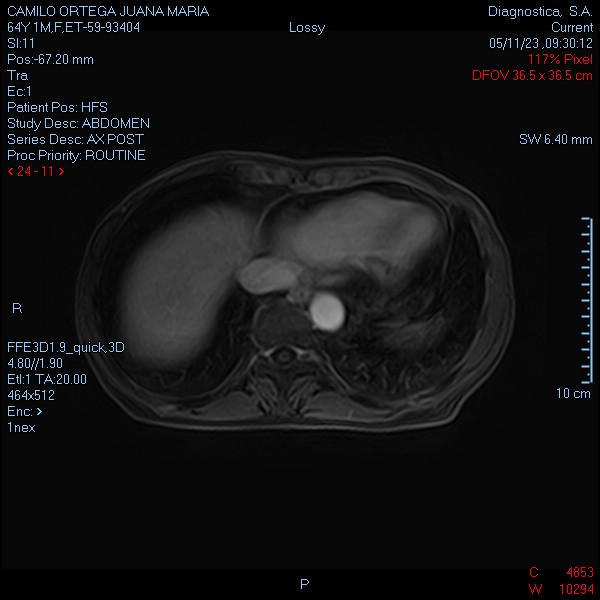 CAMILO ORTEGA JUANA MARIA
64Y 1M,F,ET-59-93404
Sl:11
Pos:-67.20 mm
Tra
Ec:1
Patient Pos: HFS
Study Desc: ABDOMEN
Series Desc: AX POST
Proc Priority: ROUTINE
< 24 - 11 >
Lossy
Diagnostica, S.A.
Current
05/11/23 ,09:30:12
117% Pixel
DFOV 36.5 x 36.5 cm
SW 6.40 mm
R
10 cm
FFE3D1.9_quick,3D
4.80//1.90
Etl:1 TA:20.00
464x512
Enc: >
1nex
P
C 4853
W 10294